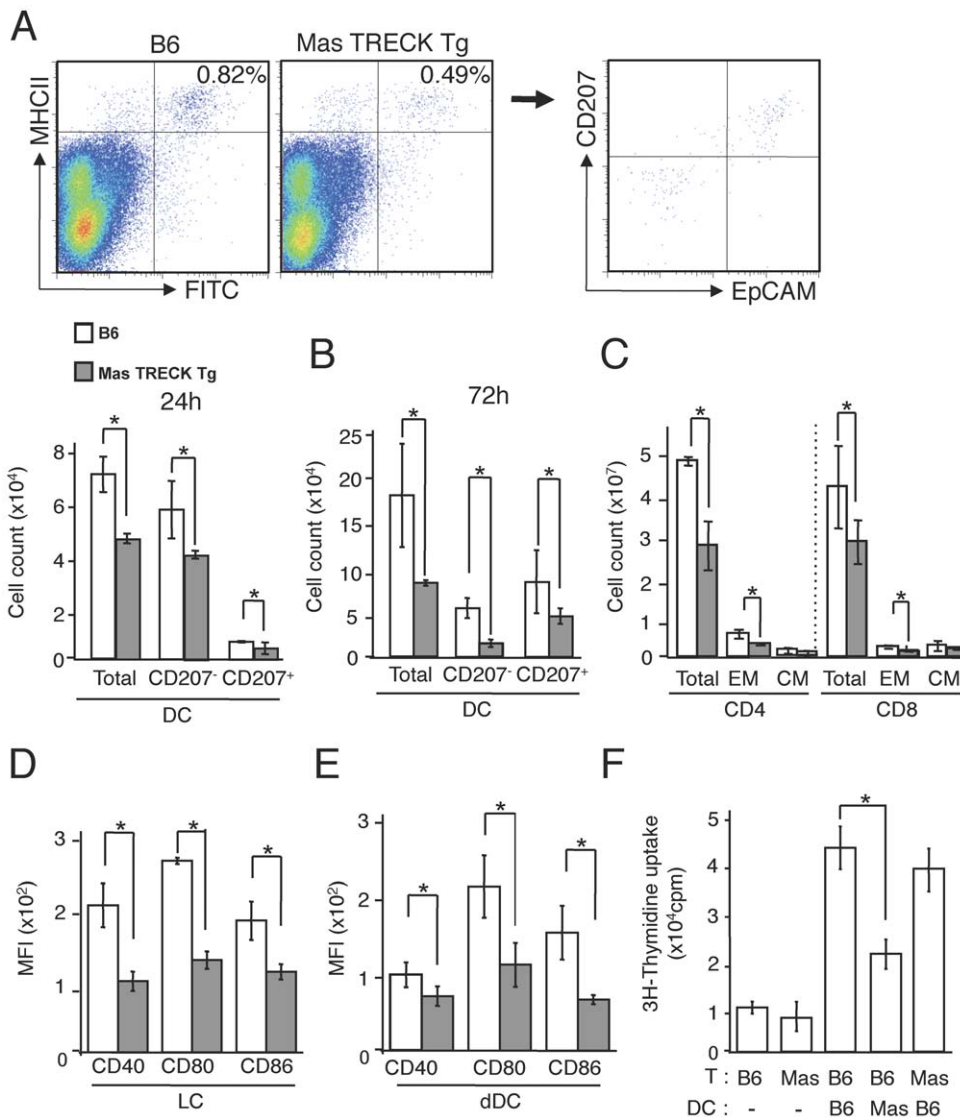 A
B6
Mas TRECK Tg
0.82%
0.49%
MHCII
FITC
CD207
EpCAM
B6
Mas TRECK Tg
24h
Cell count (x10⁴)
8
6
4
2
0
*
*
*
Total CD207⁻ CD207⁺
DC
B
72h
Cell count (x10⁴)
25
20
15
10
5
0
*
*
*
Total CD207⁻ CD207⁺
DC
C
Cell count (x10⁷)
5
4
3
2
1
0
*
*
*
*
Total EM CM Total EM CM
CD4 CD8
D
MFI (x10²)
3
2
1
0
*
*
*
CD40 CD80 CD86
LC
E
MFI (x10²)
3
2
1
0
*
*
*
CD40 CD80 CD86
dDC
F
3H-Thymidine uptake
(x10⁴cpm)
5
4
3
2
1
0
*
T : B6 Mas B6 B6 Mas
DC : - - B6 Mas B6